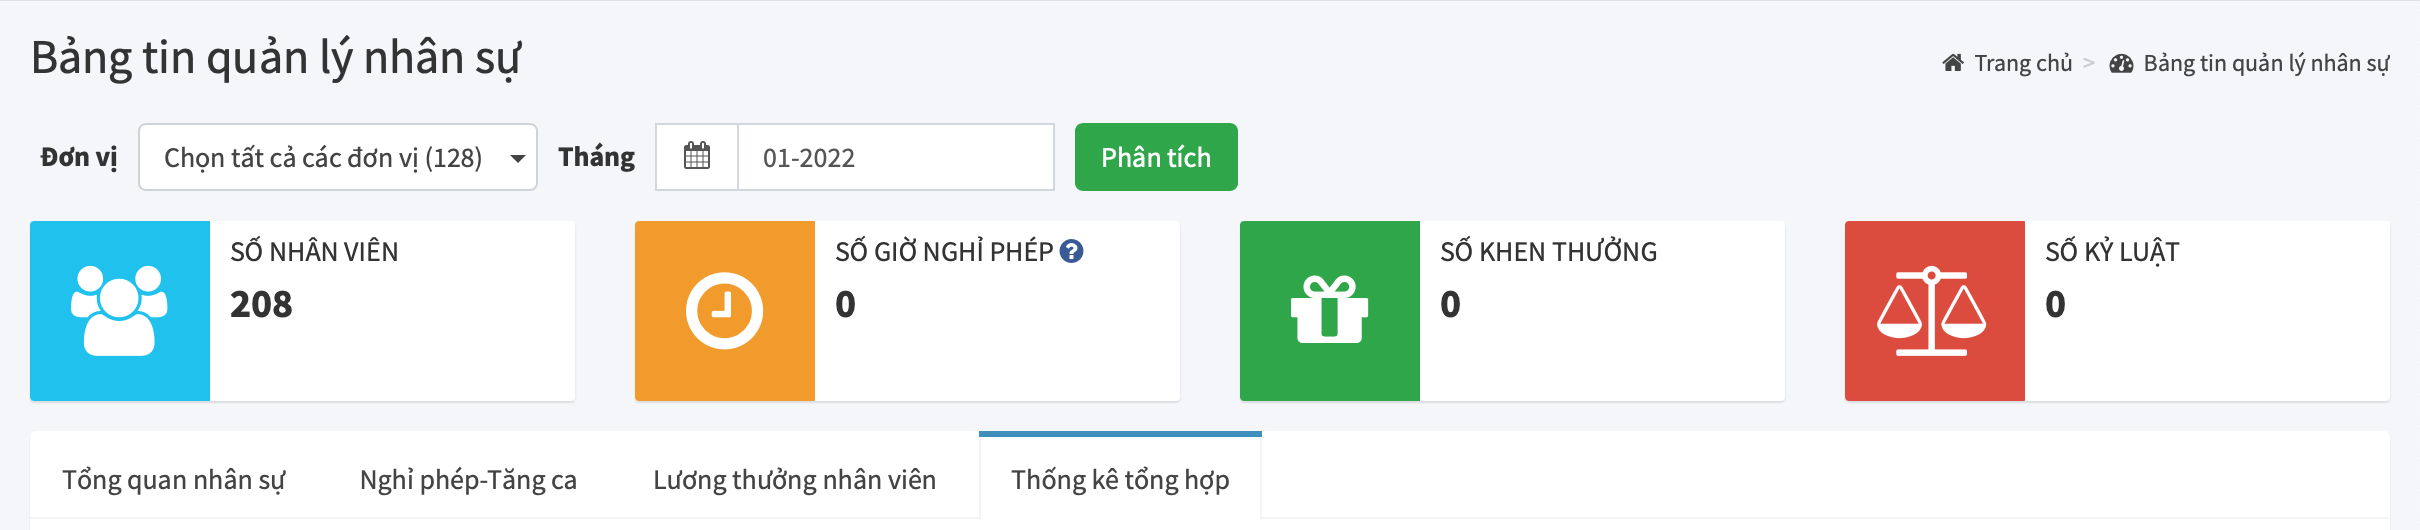 Bảng tin quản lý nhân sự
Trang chủ > Bảng tin quản lý nhân sự
Đơn vị Chọn tất cả các đơn vị (128) Tháng 01-2022 Phân tích
SỐ NHÂN VIÊN
208
SỐ GIỜ NGHỈ PHÉP ?
0
SỐ KHEN THƯỞNG
0
SỐ KỶ LUẬT
0
Tổng quan nhân sự Nghỉ phép-Tăng ca Lương thưởng nhân viên Thống kê tổng hợp